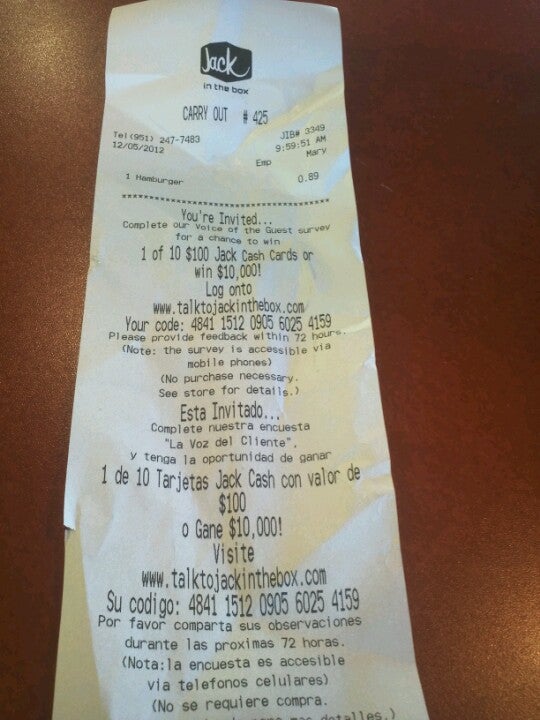 Jack
in the box
CARRY OUT # 425
Tel(951) 247-7483 JIB# 3349
12/05/2012 9:59:51 AM
Emp Mary
1 Hamburger 0.89
************************************
You're Invited...
Complete our Voice of the Guest survey
for a chance to win
1 of 10 $100 Jack Cash Cards or
win $10,000!
Log onto
www.talktojackinthebox.com
Your code: 4841 1512 0905 6025 4159
Please provide feedback within 72 hours.
(Note: the survey is accessible via
mobile phones)
(No purchase necessary.
See store for details.)
Esta Invitado...
Complete nuestra encuesta
"La Voz del Cliente",
y tenga la oportunidad de ganar
1 de 10 Tarjetas Jack Cash con valor de
$100
o Gane $10,000!
Visite
www.talktojackinthebox.com
Su codigo: 4841 1512 0905 6025 4159
Por favor comparta sus observaciones
durante las proximas 72 horas.
(Nota:la encuesta es accesible
via telefonos celulares)
(No se requiere compra.
mas detalles.)